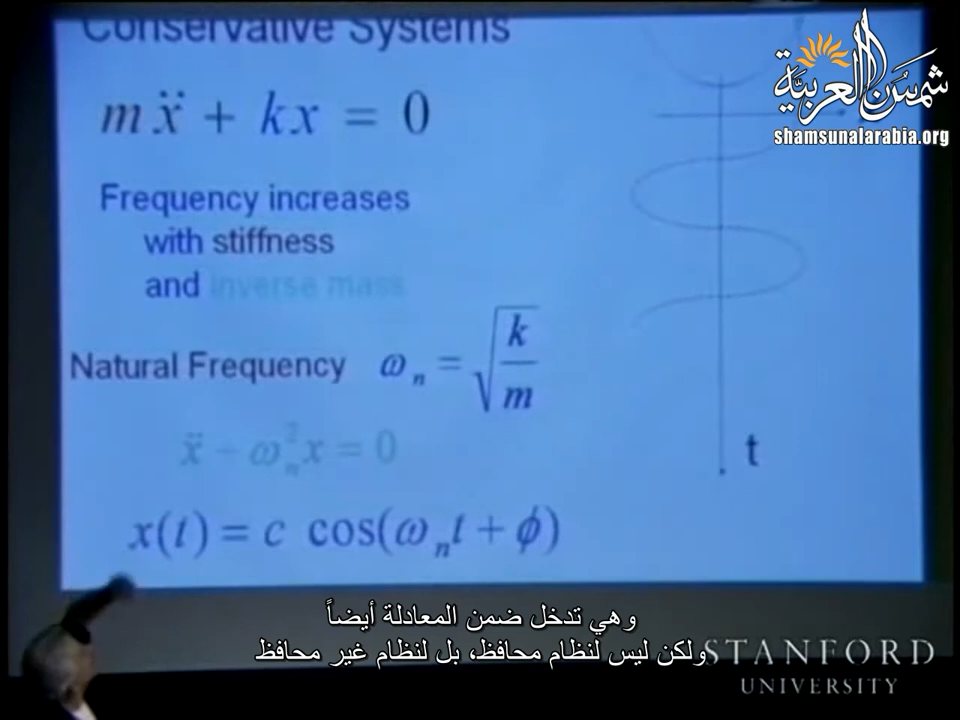 Conservative Systems
شمسن العربية
shamsunalarabia.org
mẍ + kx = 0
Frequency increases
with stiffness
and inverse mass
Natural Frequency ωₙ = √(k/m)
ẍ + ωₙ²x = 0
t
x(t) = c cos(ωₙt + ϕ)
وهي تدخل ضمن المعادلة أيضاً
ولكن ليس لنظام محافظ، بل لنظام غير محافظ
STANFORD
UNIVERSITY